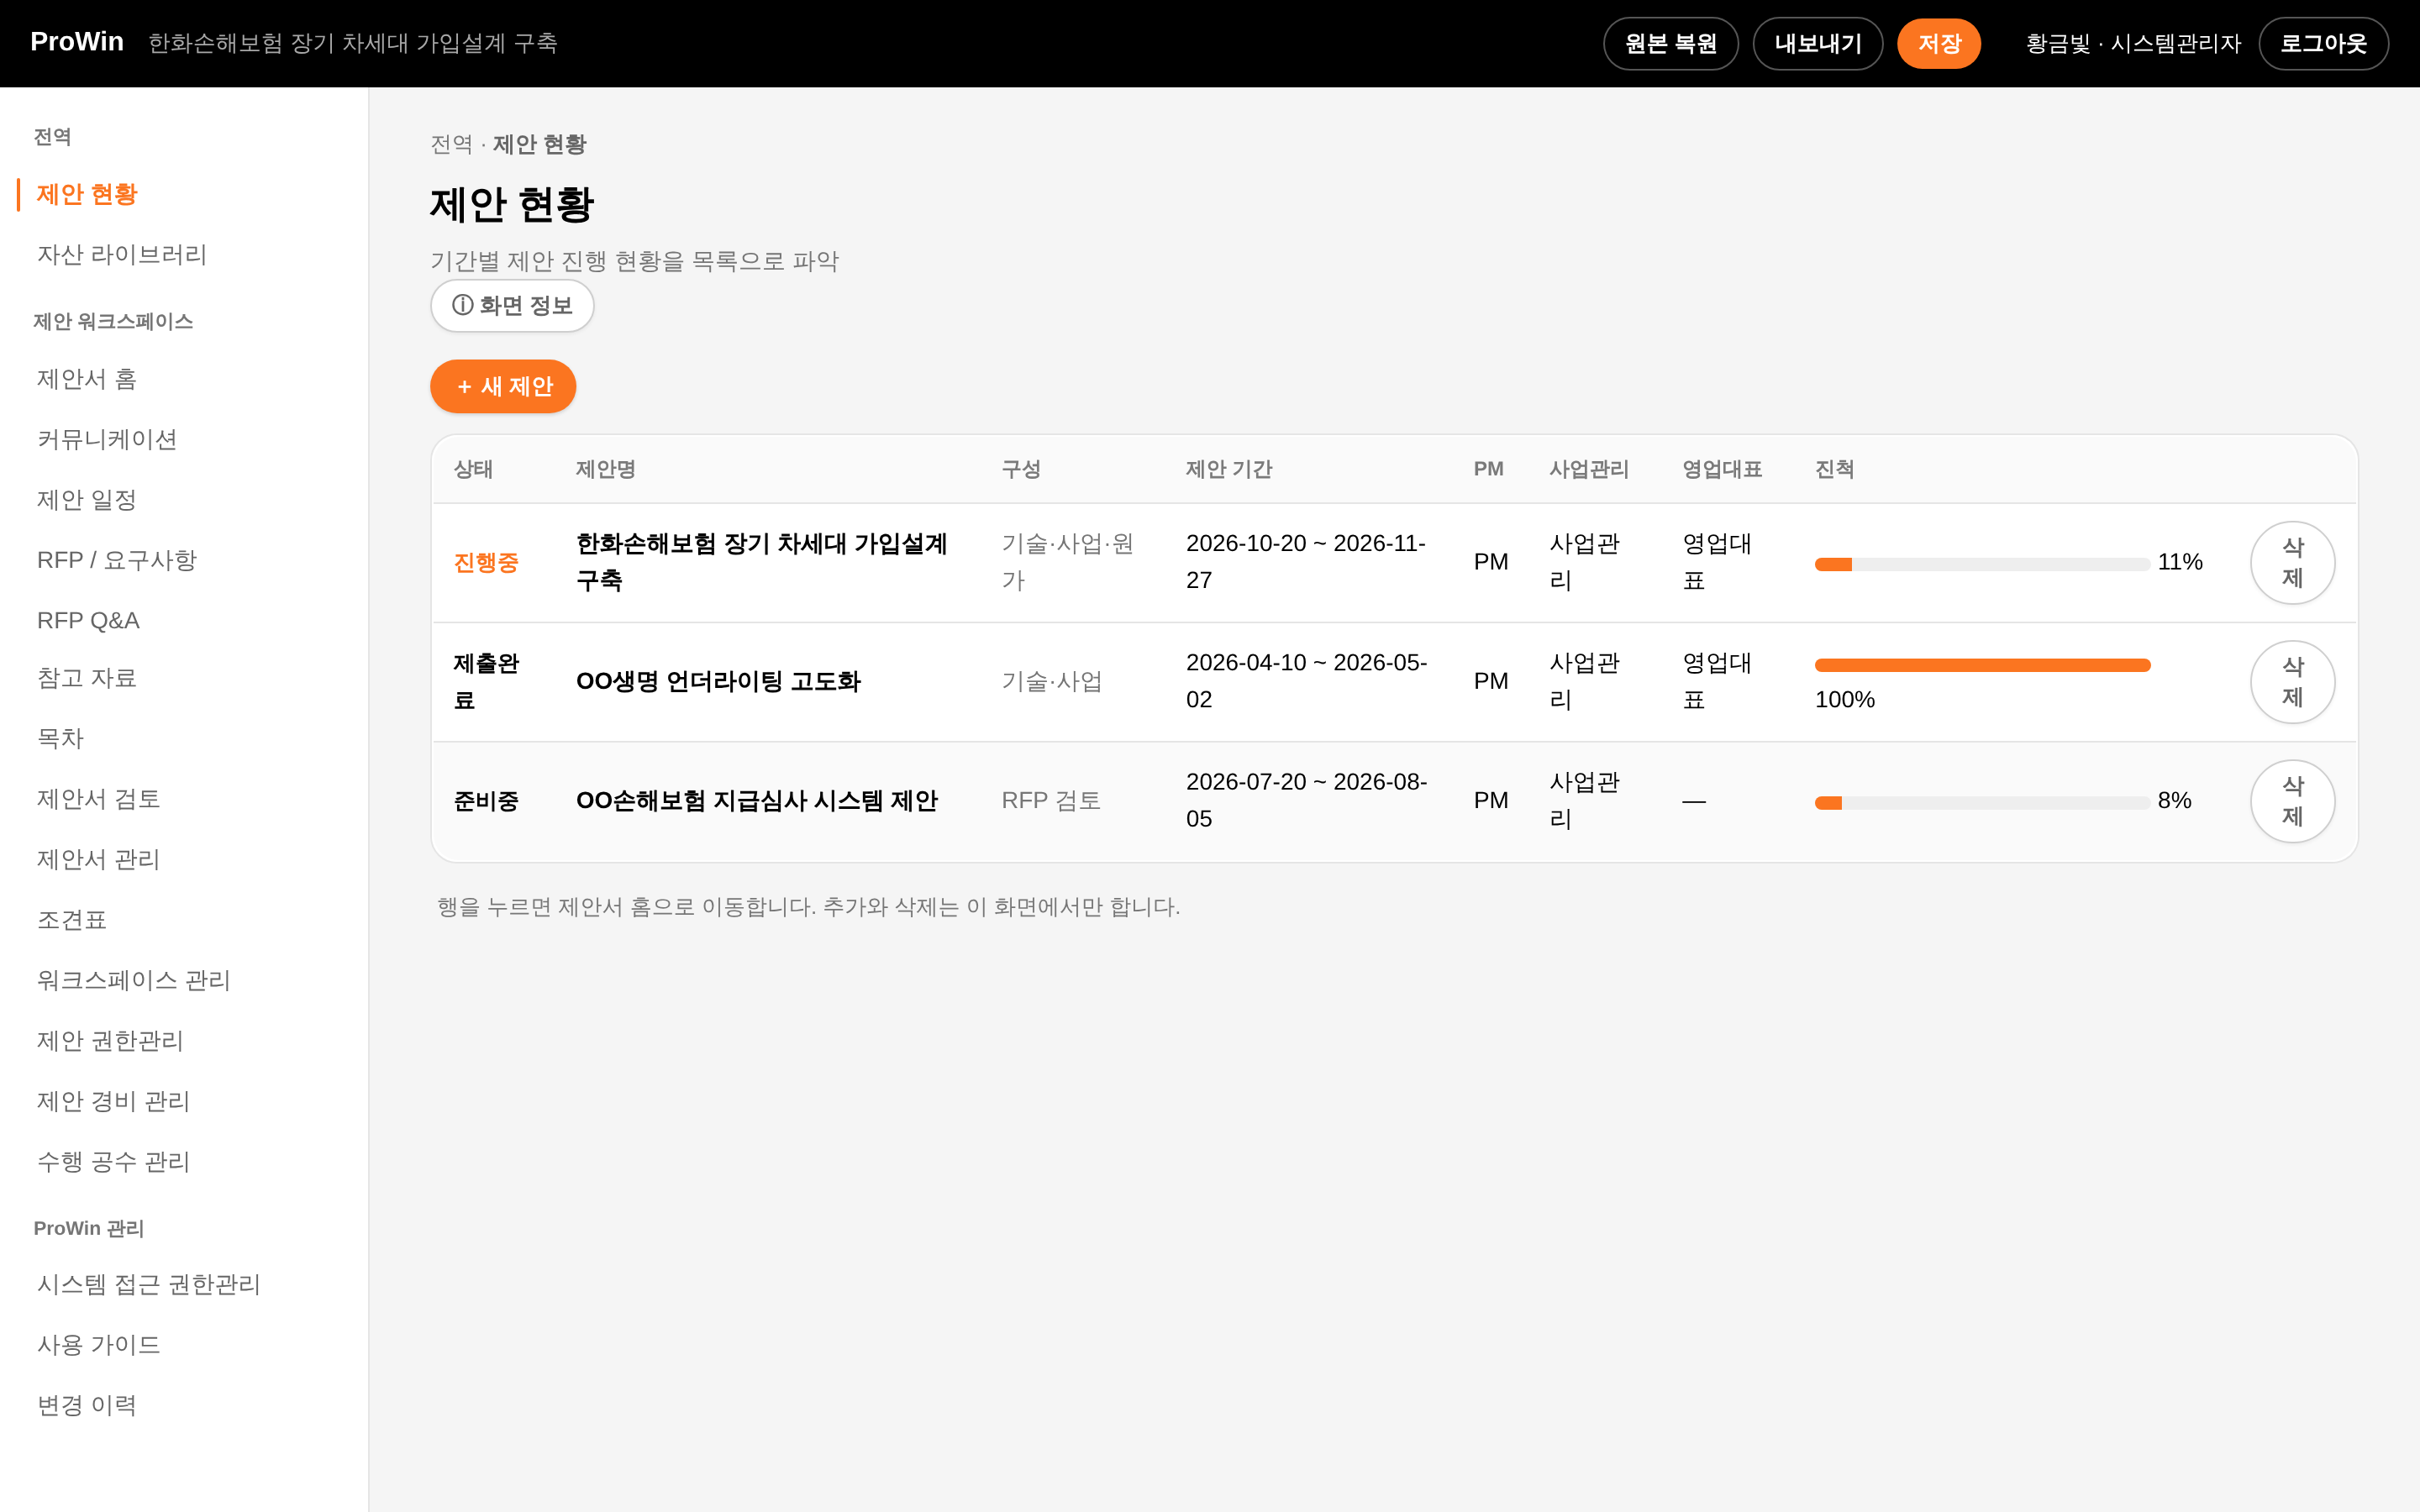 ProWin 한화손해보험 장기 차세대 가입설계 구축 원본 복원 내보내기 저장 황금빛 · 시스템관리자 로그아웃
전역
제안 현황
자산 라이브러리
제안 워크스페이스
제안서 홈
커뮤니케이션
제안 일정
RFP / 요구사항
RFP Q&A
참고 자료
목차
제안서 검토
제안서 관리
조견표
워크스페이스 관리
제안 권한관리
제안 경비 관리
수행 공수 관리
ProWin 관리
시스템 접근 권한관리
사용 가이드
변경 이력
전역 · 제안 현황
제안 현황
기간별 제안 진행 현황을 목록으로 파악
ⓘ 화면 정보
+ 새 제안
상태 제안명 구성 제안 기간 PM 사업관리 영업대표 진척
진행중 한화손해보험 장기 차세대 가입설계 구축 기술·사업·원가 2026-10-20 ~ 2026-11-27 PM 사업관리 영업대표 11% 삭제
제출완료 OO생명 언더라이팅 고도화 기술·사업 2026-04-10 ~ 2026-05-02 PM 사업관리 영업대표 100% 삭제
준비중 OO손해보험 지급심사 시스템 제안 RFP 검토 2026-07-20 ~ 2026-08-05 PM 사업관리 — 8% 삭제
행을 누르면 제안서 홈으로 이동합니다. 추가와 삭제는 이 화면에서만 합니다.